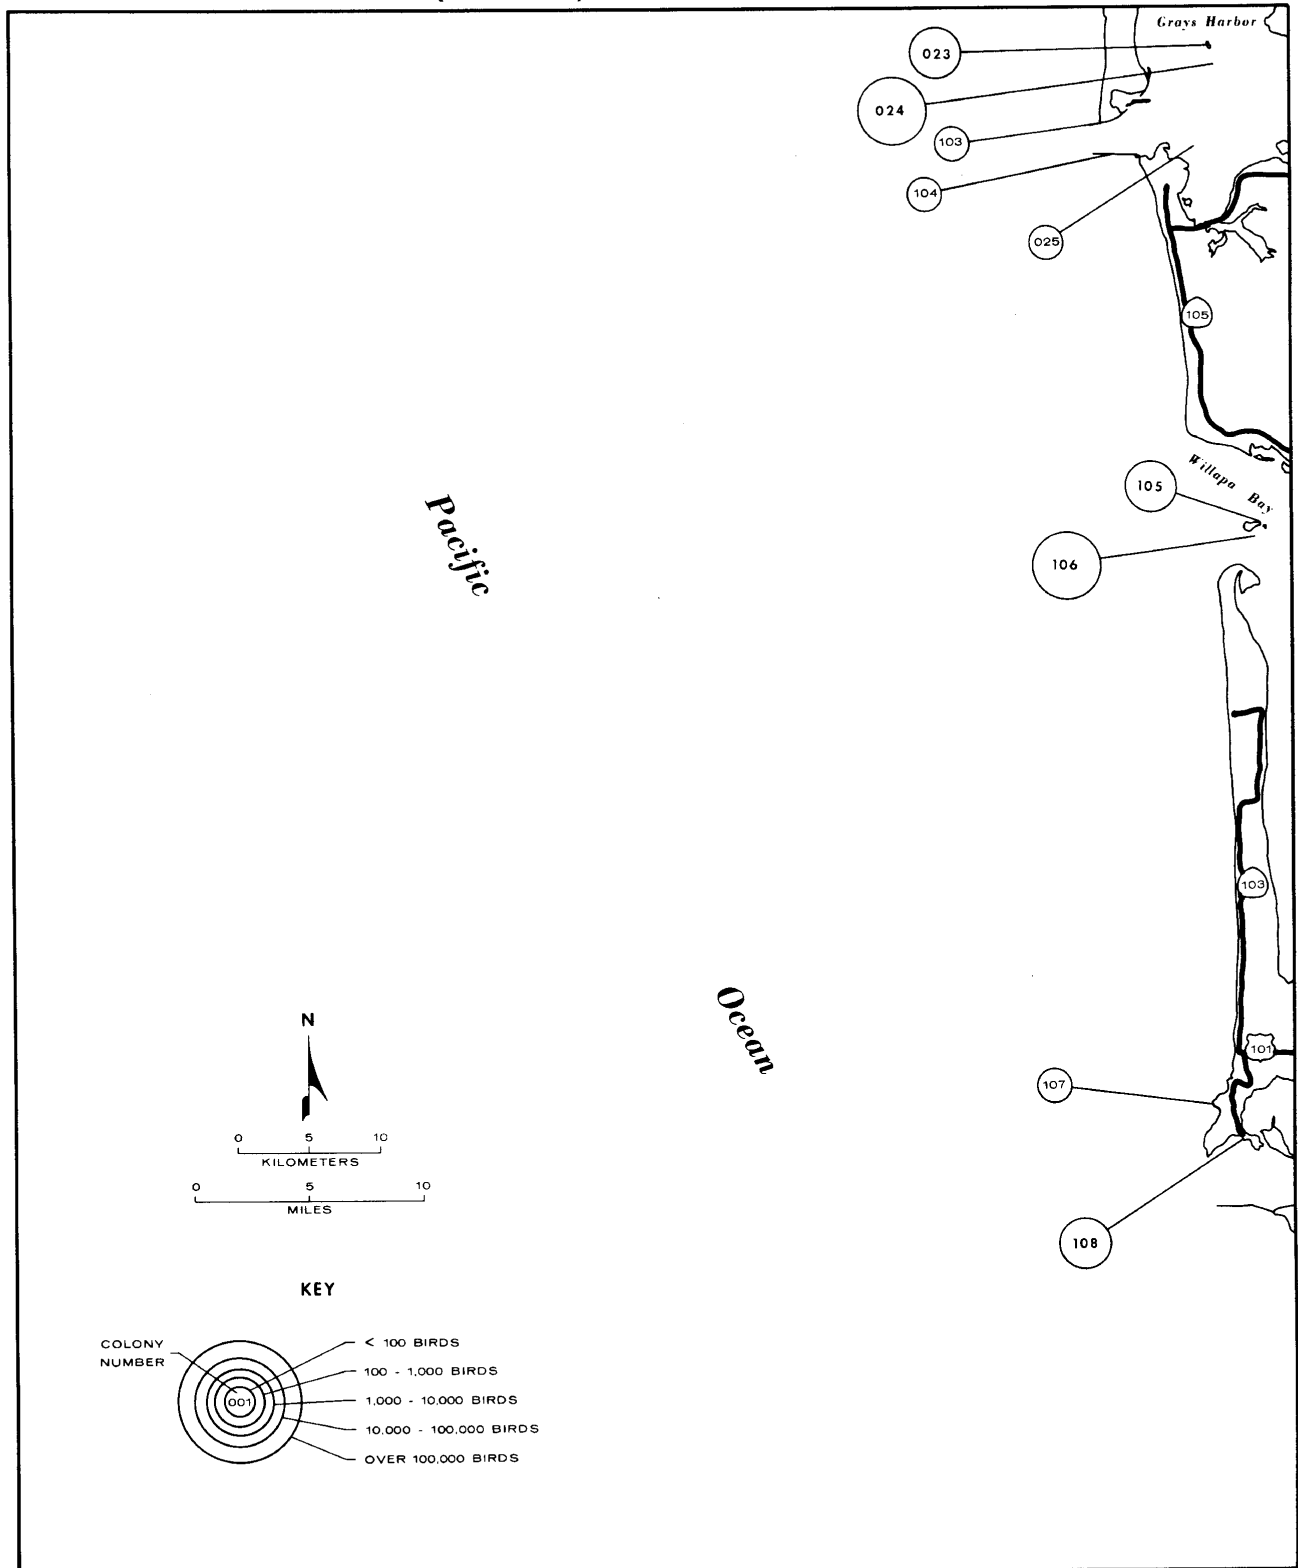 Grays Harbor
023
024
103
104
025
105
Willapa Bay
105
106
Pacific
103
Ocean
N
101
107
0 5 10
KILOMETERS
0 5 10
MILES
108
KEY
COLONY
NUMBER
001
< 100 BIRDS
100 - 1,000 BIRDS
1,000 - 10,000 BIRDS
10,000 - 100,000 BIRDS
OVER 100,000 BIRDS